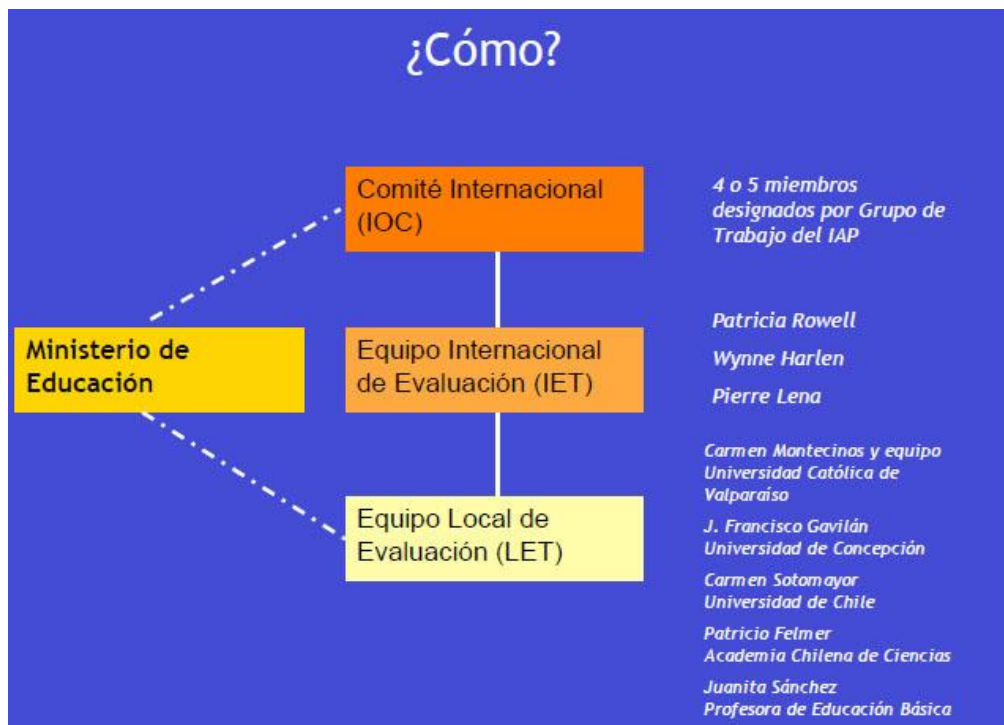 ¿Cómo?
Comité Internacional
(IOC)
4 o 5 miembros
designados por Grupo de
Trabajo del IAP
Ministerio de
Educación
Equipo Internacional
de Evaluación (IET)
Patricia Rowell
Wynne Harlen
Pierre Lena
Equipo Local de
Evaluación (LET)
Carmen Montecinos y equipo
Universidad Católica de
Valparaíso
J. Francisco Gavilán
Universidad de Concepción
Carmen Sotomayor
Universidad de Chile
Patricio Felmer
Academia Chilena de Ciencias
Juanita Sánchez
Profesora de Educación Básica